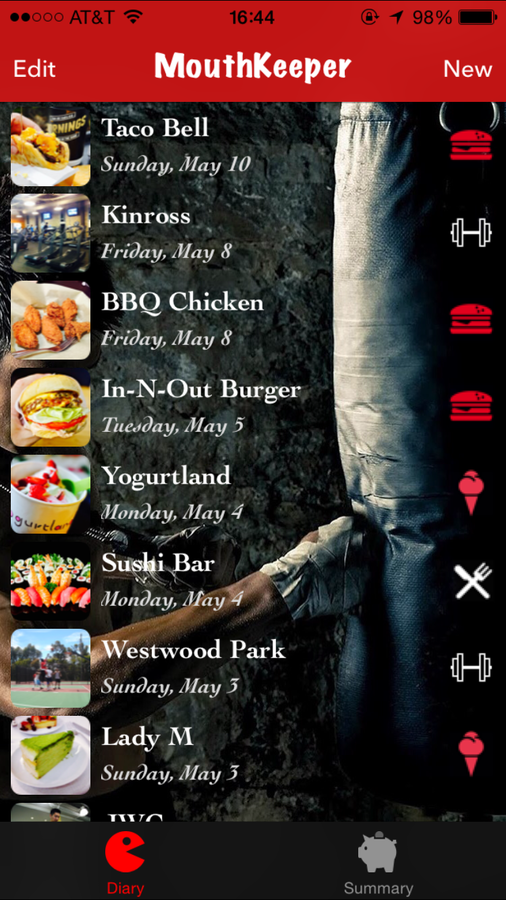 AT&T 16:44 98%
Edit MouthKeeper New
Taco Bell
Sunday, May 10
Kinross
Friday, May 8
BBQ Chicken
Friday, May 8
In-N-Out Burger
Tuesday, May 5
Yogurtland
Monday, May 4
Sushi Bar
Monday, May 4
Westwood Park
Sunday, May 3
Lady M
Sunday, May 3
Diary Summary